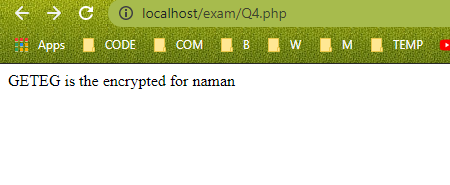 localhost/exam/Q4.php
Apps CODE COM B W M TEMP
GETEG is the encrypted for naman